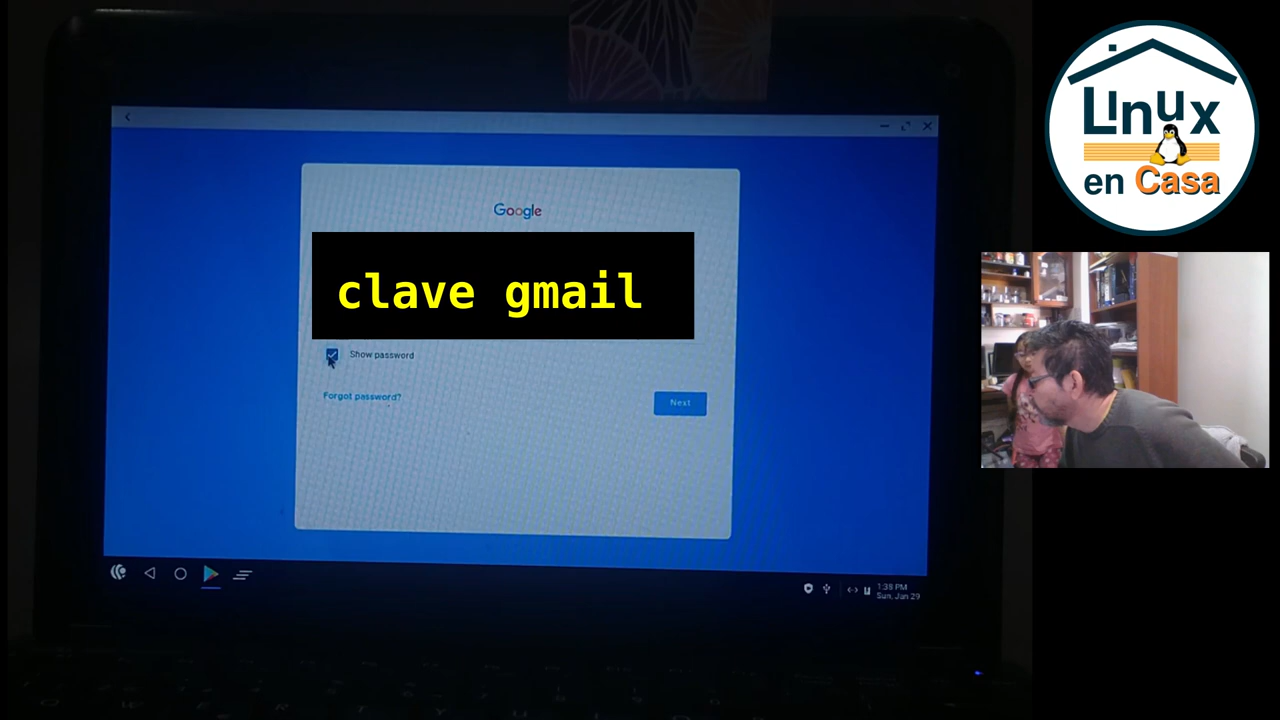 Google
clave gmail
Show password
Forgot password?
Next
1:38 PM
Sun, Jan 29
Linux
en Casa